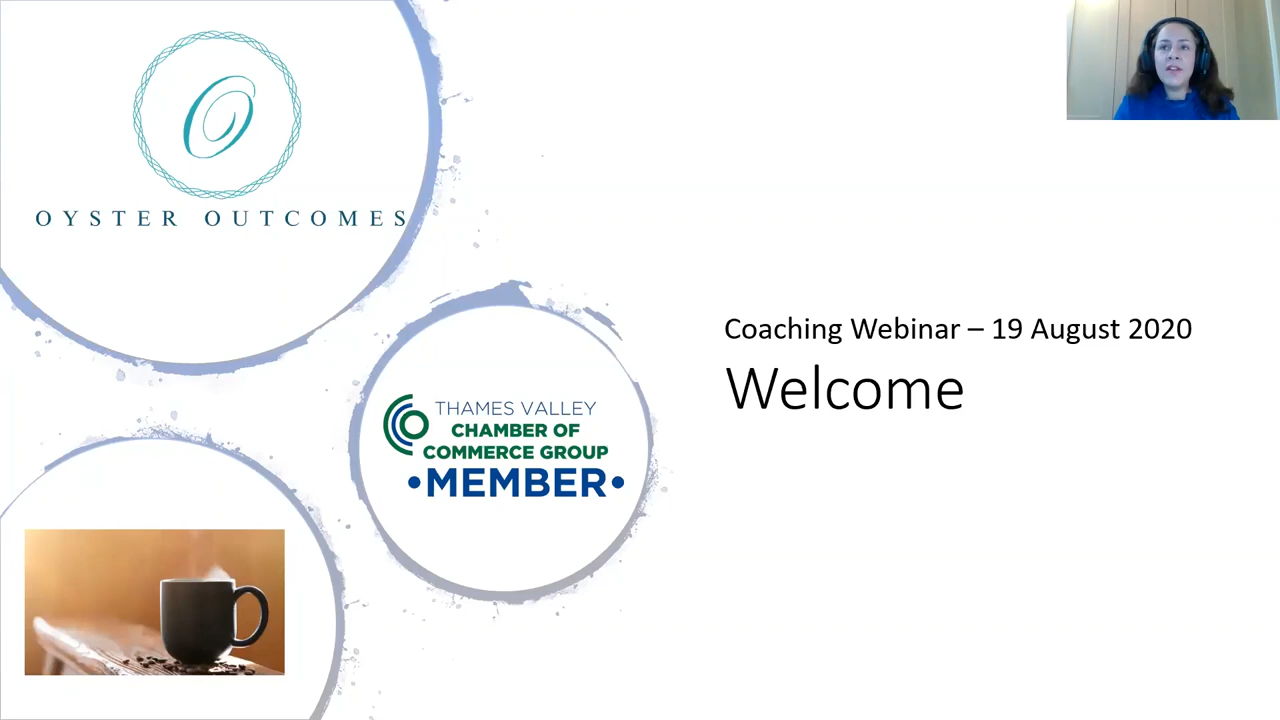 O
OYSTER OUTCOMES
THAMES VALLEY
CHAMBER OF
COMMERCE GROUP
•MEMBER•
Coaching Webinar – 19 August 2020
Welcome